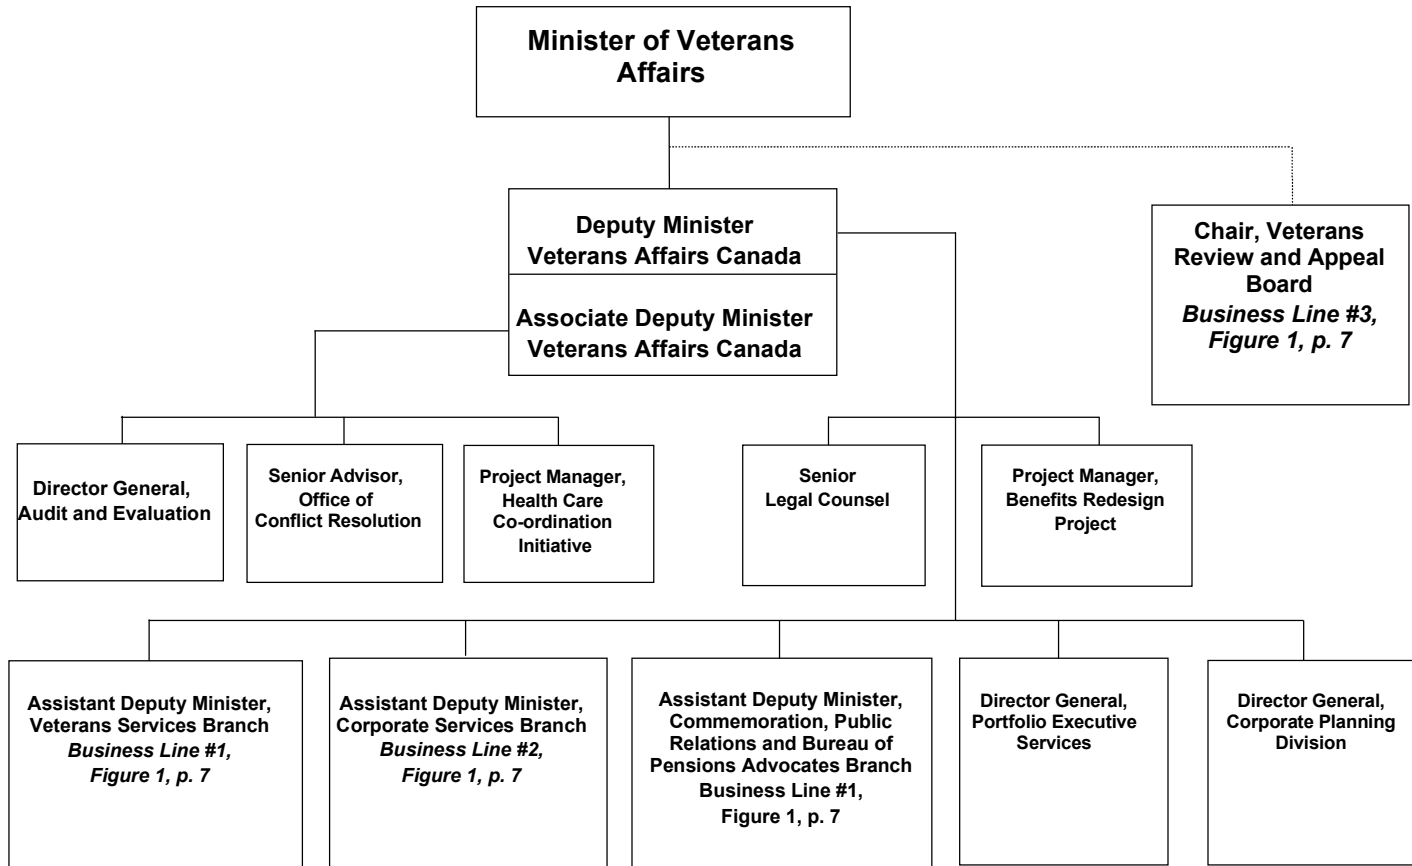 Minister of Veterans
Affairs
Deputy Minister
Veterans Affairs Canada
Associate Deputy Minister
Veterans Affairs Canada
Chair, Veterans
Review and Appeal
Board
Business Line #3,
Figure 1, p. 7
Director General,
Audit and Evaluation
Senior Advisor,
Office of
Conflict Resolution
Project Manager,
Health Care
Co-ordination
Initiative
Senior
Legal Counsel
Project Manager,
Benefits Redesign
Project
Assistant Deputy Minister,
Veterans Services Branch
Business Line #1,
Figure 1, p. 7
Assistant Deputy Minister,
Corporate Services Branch
Business Line #2,
Figure 1, p. 7
Assistant Deputy Minister,
Commemoration, Public
Relations and Bureau of
Pensions Advocates Branch
Business Line #1,
Figure 1, p. 7
Director General,
Portfolio Executive
Services
Director General,
Corporate Planning
Division